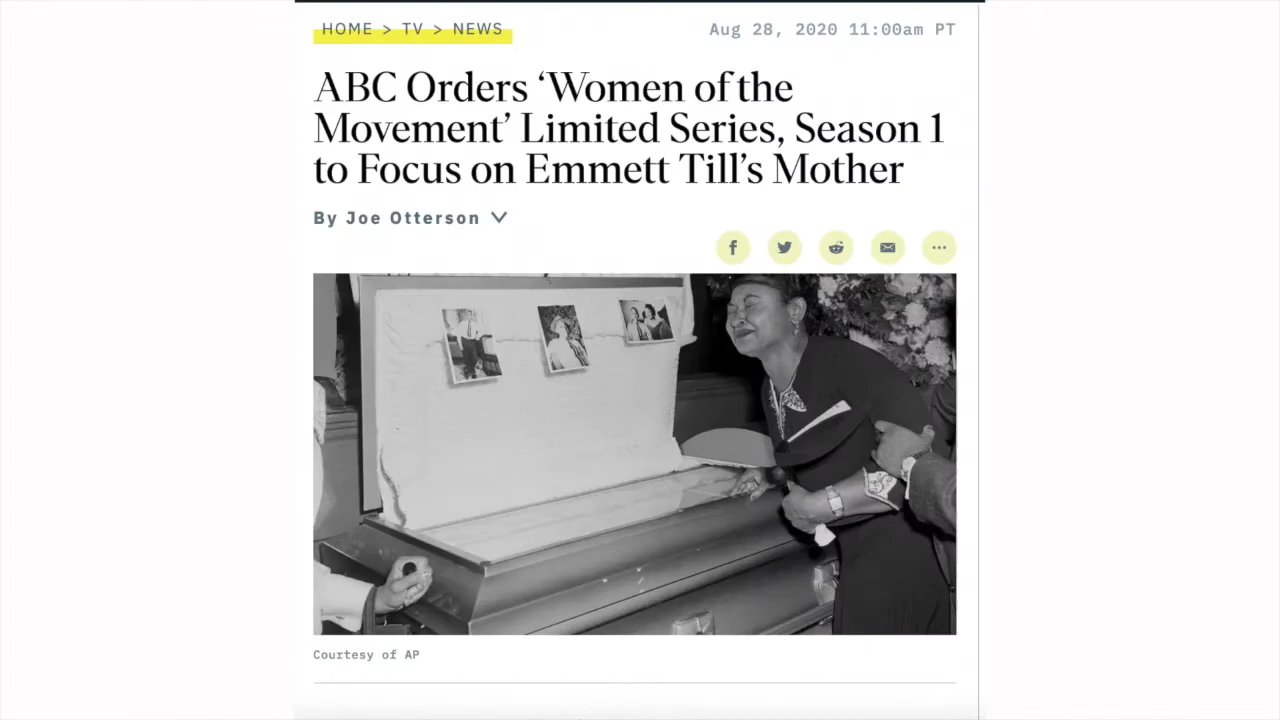 HOME > TV > NEWS
Aug 28, 2020 11:00am PT
ABC Orders ‘Women of the
Movement’ Limited Series, Season 1
to Focus on Emmett Till’s Mother
By Joe Otterson
Courtesy of AP